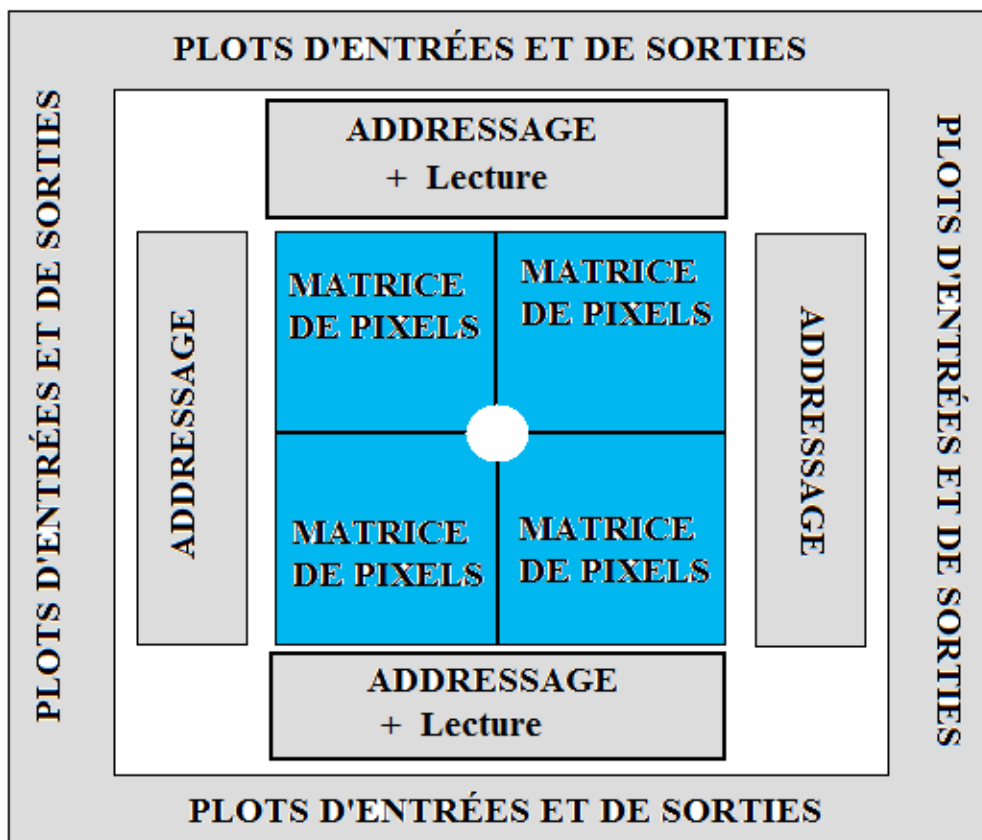 PLOTS D'ENTRÉES ET DE SORTIES
PLOTS D'ENTRÉES ET DE SORTIES
ADDRESSAGE
+ Lecture
ADDRESSAGE
MATRICE
DE PIXELS
MATRICE
DE PIXELS
ADDRESSAGE
PLOTS D'ENTRÉES ET DE SORTIES
MATRICE
DE PIXELS
MATRICE
DE PIXELS
ADDRESSAGE
+ Lecture
PLOTS D'ENTRÉES ET DE SORTIES